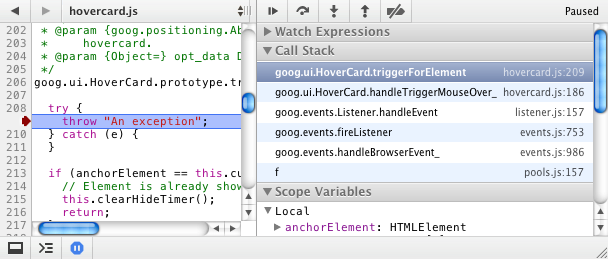 hovercard.js
Paused
202
* @param {goog.positioning.Ab
203
* hovercard.
204
* @param {Object=} opt_data D
205
*/
206
goog.ui.HoverCard.prototype.tr
207
208
try {
throw "An exception";
210
} catch (e) {
211
}
212
213
if (anchorElement == this.cu
214
// Element is already show
215
this.clearHideTimer();
216
return;
217
Watch Expressions
Call Stack
goog.ui.HoverCard.triggerForElement hovercard.js:209
goog.ui.HoverCard.handleTriggerMouseOver_ hovercard.js:186
goog.events.Listener.handleEvent listener.js:157
goog.events.fireListener events.js:753
goog.events.handleBrowserEvent_ events.js:986
f pools.js:157
Scope Variables
Local
anchorElement: HTMLElement